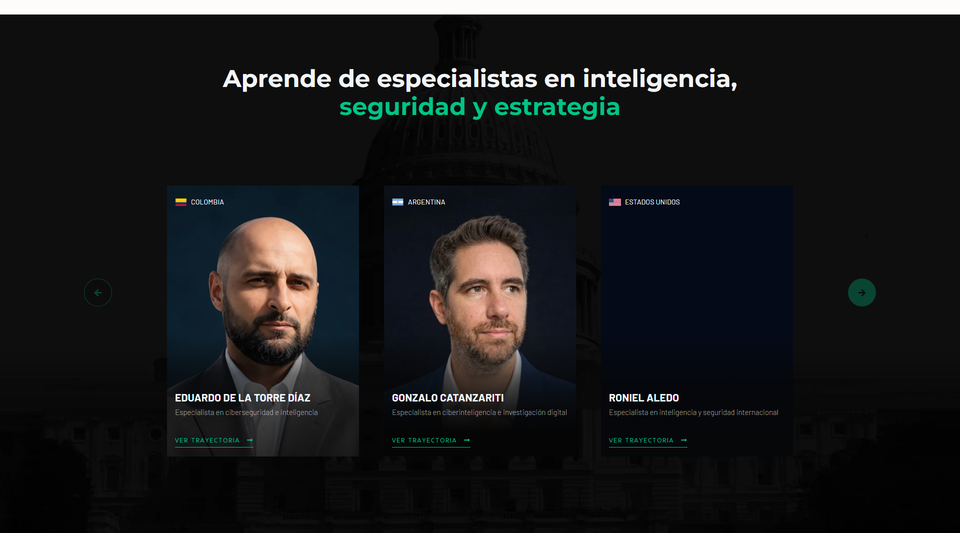 Aprende de especialistas en inteligencia,
seguridad y estrategia
COLOMBIA
EDUARDO DE LA TORRE DÍAZ
Especialista en ciberseguridad e inteligencia
VER TRAYECTORIA
ARGENTINA
GONZALO CATANZARITI
Especialista en ciberinteligencia e Investigación digital
VER TRAYECTORIA
ESTADOS UNIDOS
RONIEL ALEDO
Especialista en inteligencia y seguridad internacional
VER TRAYECTORIA